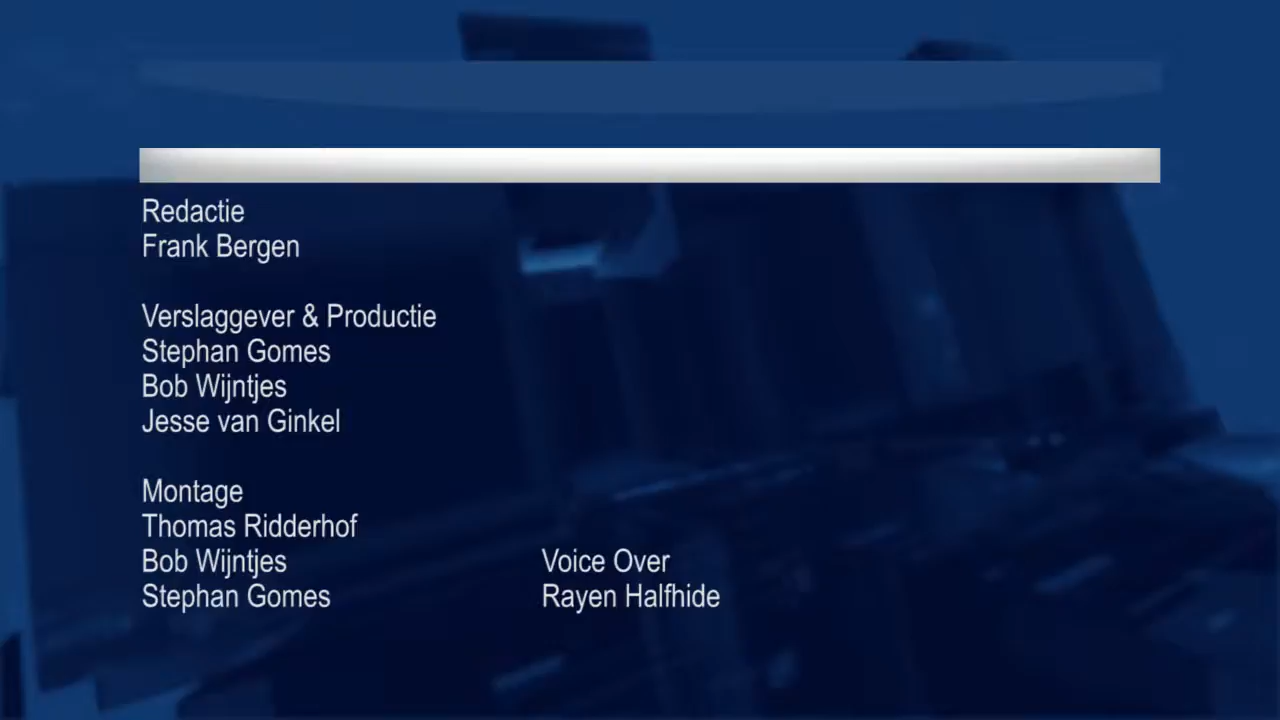 Redactie
Frank Bergen
Verslaggever & Productie
Stephan Gomes
Bob Wijntjes
Jesse van Ginkel
Montage
Thomas Ridderhof
Bob Wijntjes
Stephan Gomes
Voice Over
Rayen Halfhide